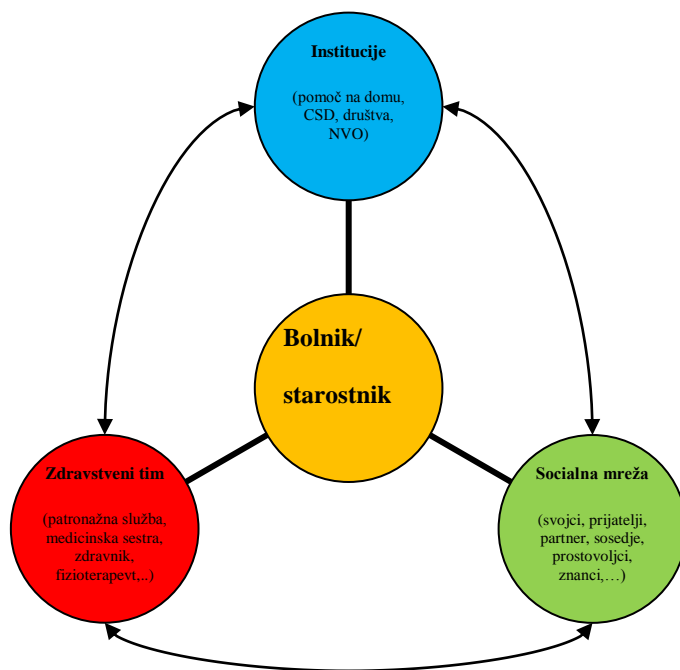 Institucije
(pomoč na domu,
CSD, društva,
NVO)
Bolnik/
starostnik
Zdravstveni tim
(patronažna služba,
medicinska sestra,
zdravnik,
fizioterapevt,..)
Socialna mreža
(svojci, prijatelji,
partner, sosedje,
prostovoljci,
znanci,…)